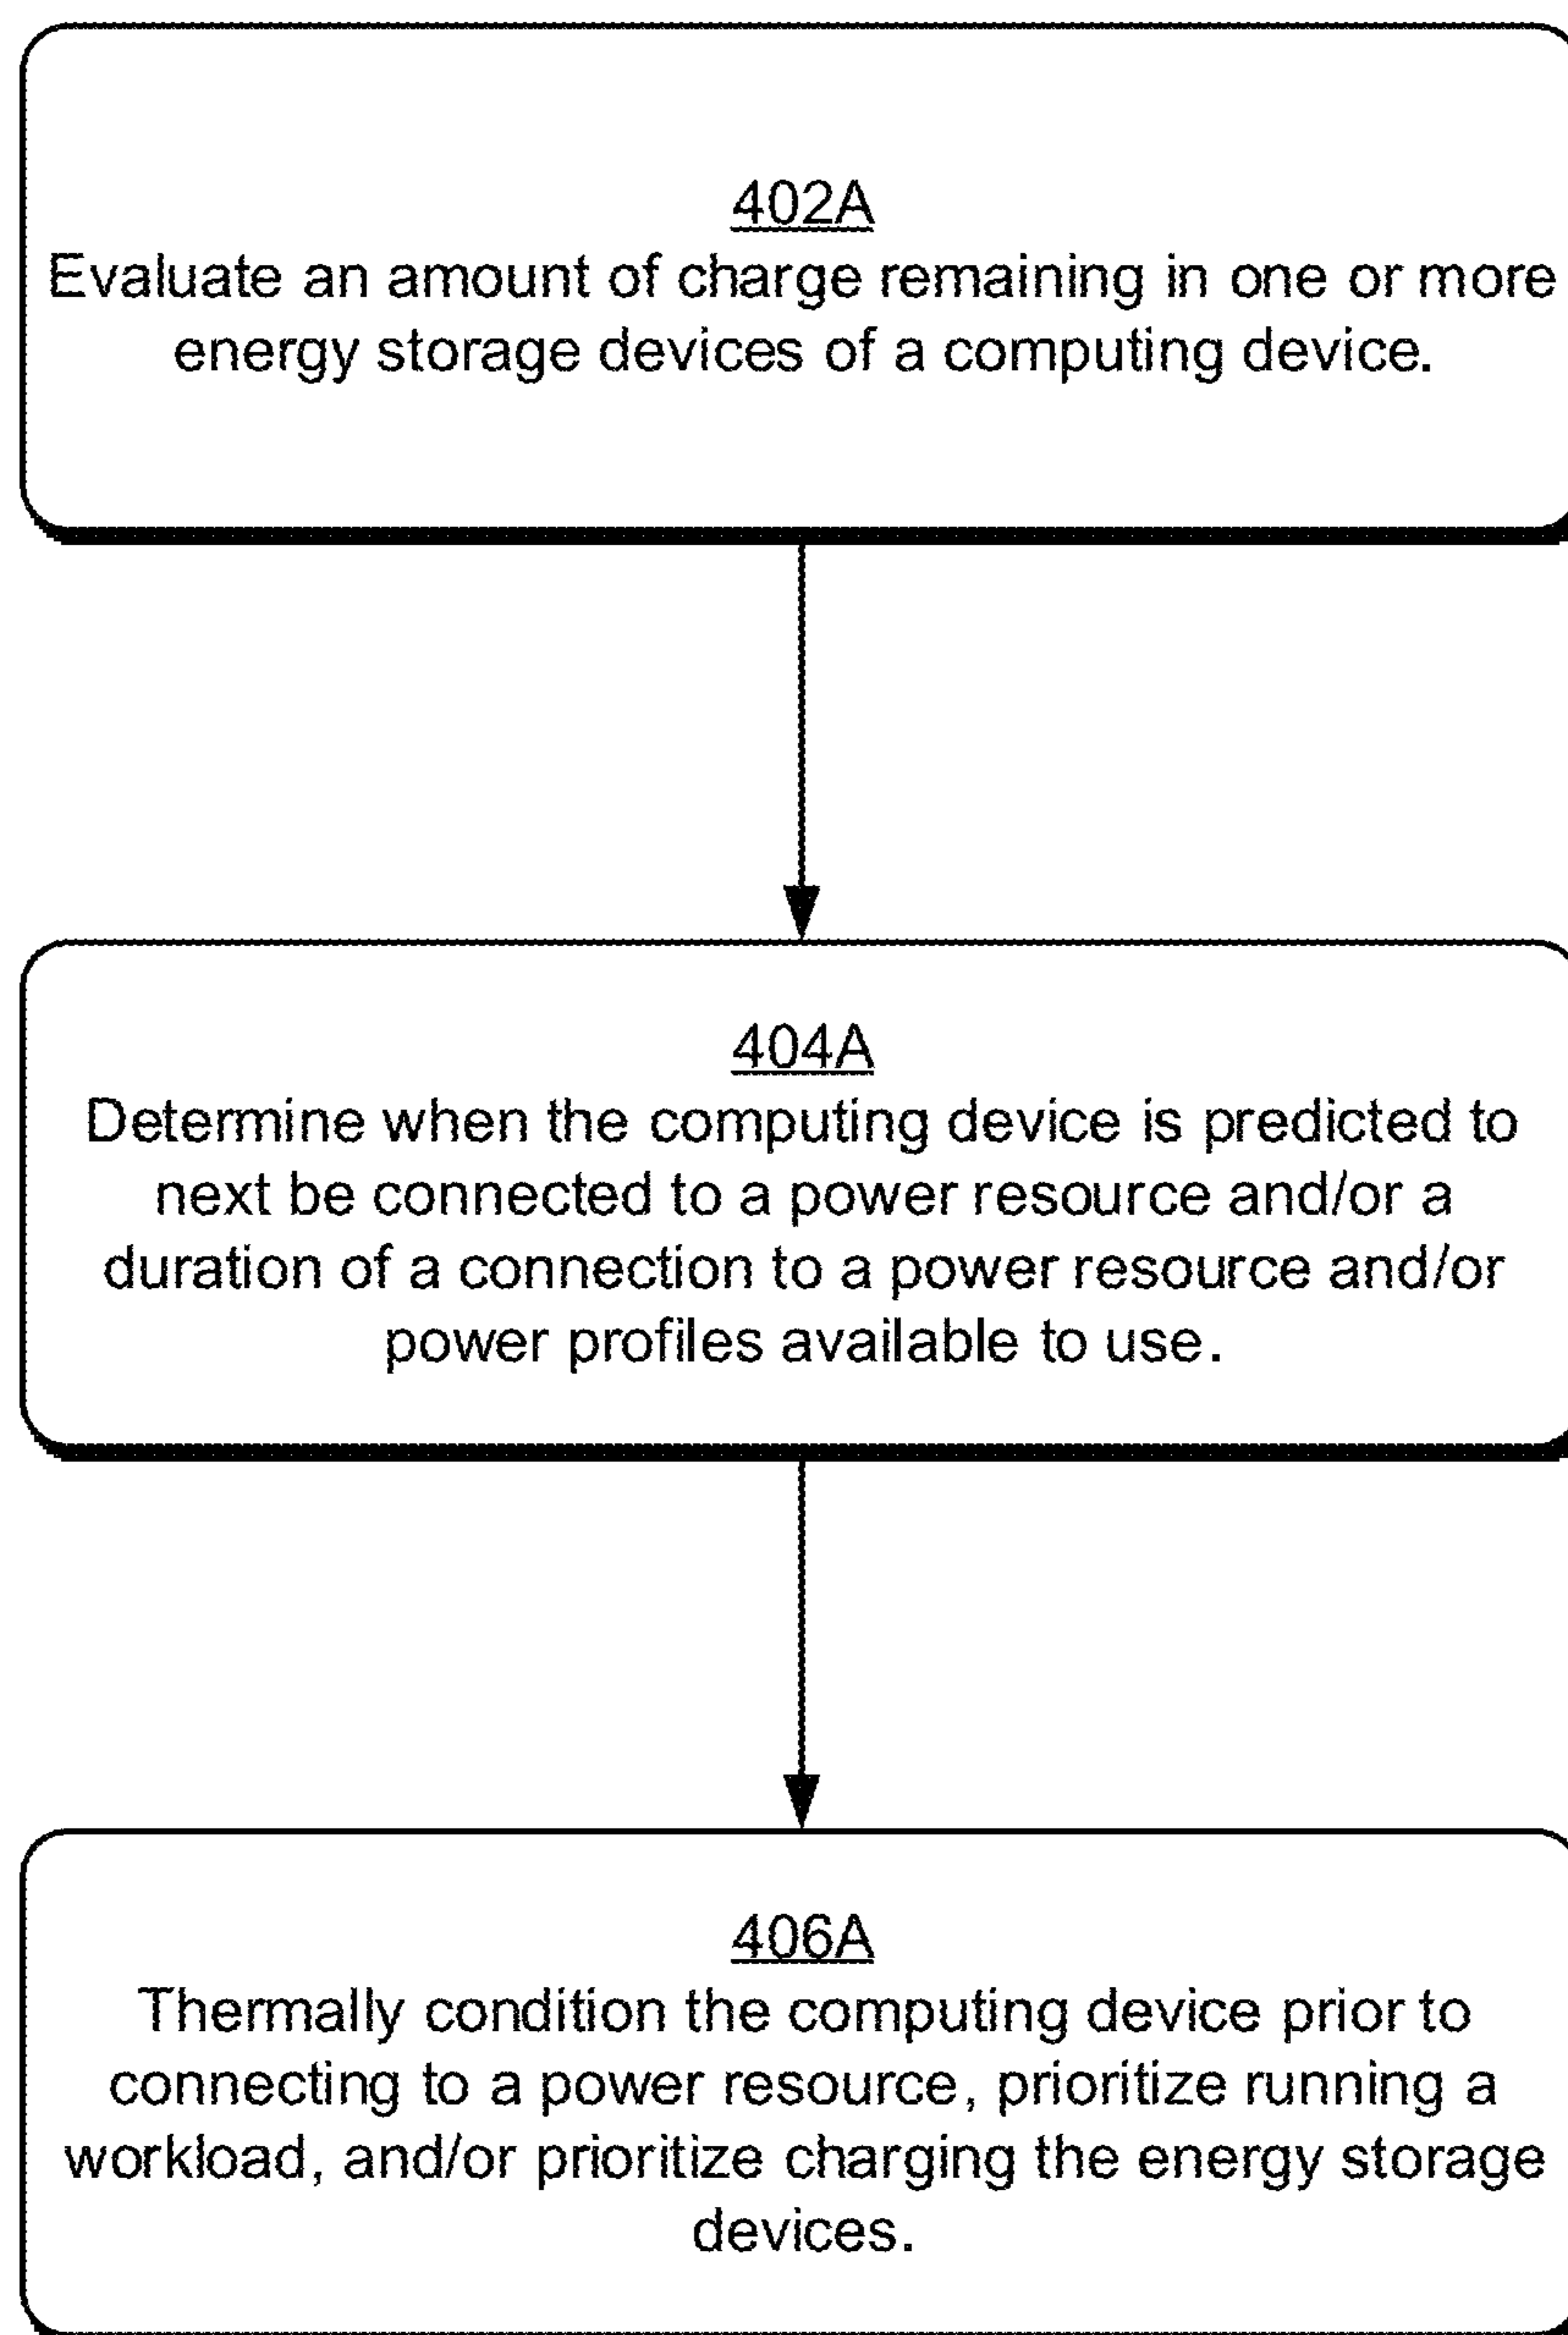 402A
Evaluate an amount of charge remaining in one or more
energy storage devices of a computing device.
404A
Determine when the computing device is predicted to
next be connected to a power resource and/or a
duration of a connection to a power resource and/or
power profiles available to use.
406A
Thermally condition the computing device prior to
connecting to a power resource, prioritize running a
workload, and/or prioritize charging the energy storage
devices.